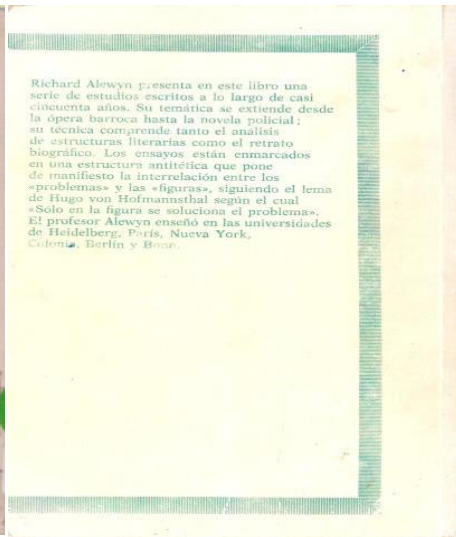 Richard Alewyn presenta en este libro una
serie de estudios escritos a lo largo de casi
cincuenta años. Su temática se extiende desde
la ópera barroca hasta la novela policial;
su técnica comprende tanto el análisis
de estructuras literarias como el retrato
biográfico. Los ensayos están enmarcados
en una estructura antitética que pone
de manifiesto la interrelación entre los
«problemas» y las «figuras», siguiendo el lema
de Hugo von Hofmannsthal según el cual
«Sólo en la figura se soluciona el problema».
El profesor Alewyn enseñó en las universidades
de Heidelberg, París, Nueva York,
Colonia, Berlín y Bonn.